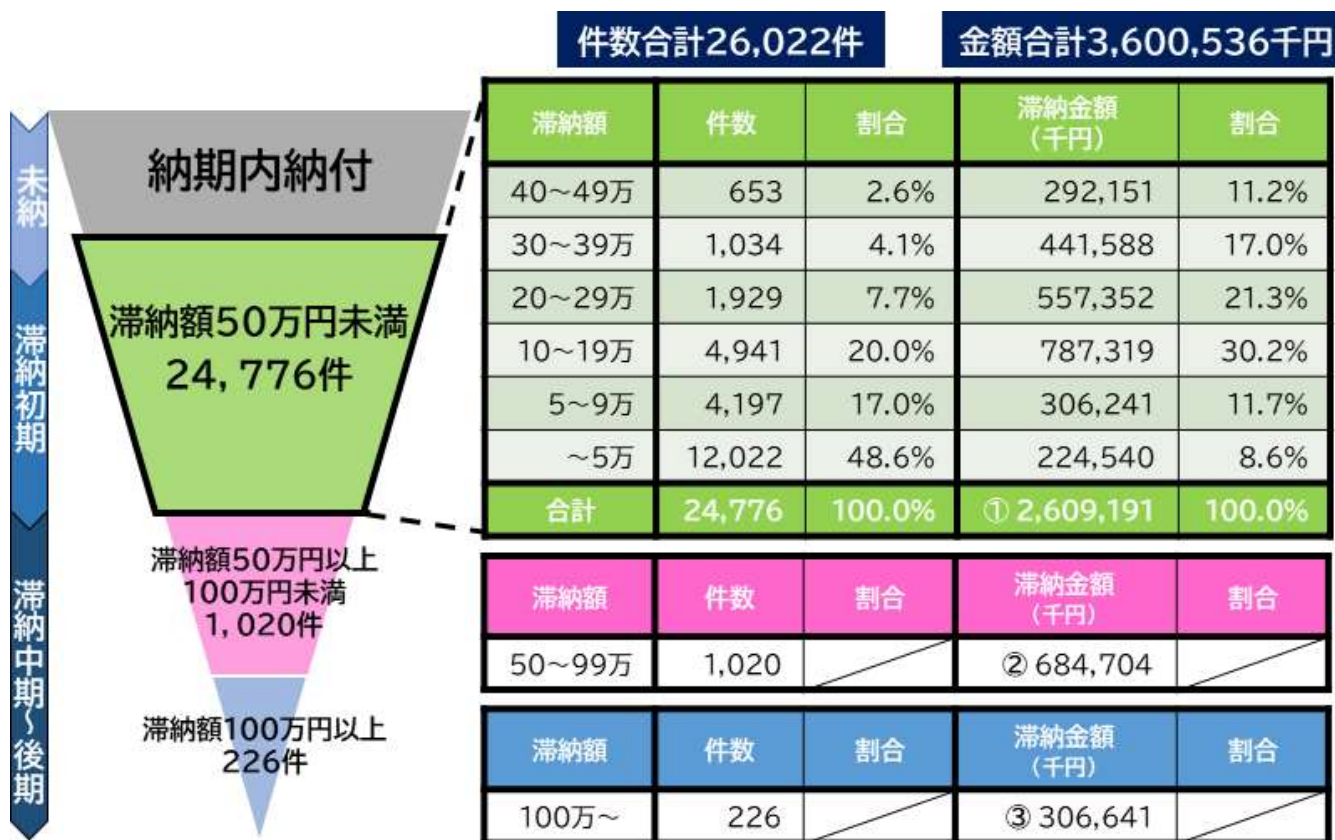 件数合計26,022件 金額合計3,600,536千円
未納
滞納初期
滞納中期~後期
納期内納付
滞納額50万円未満
24,776件
滞納額50万円以上
100万円未満
1,020件
滞納額100万円以上
226件
滞納額 件数 割合 滞納金額(千円) 割合
40~49万 653 2.6% 292,151 11.2%
30~39万 1,034 4.1% 441,588 17.0%
20~29万 1,929 7.7% 557,352 21.3%
10~19万 4,941 20.0% 787,319 30.2%
5~9万 4,197 17.0% 306,241 11.7%
~5万 12,022 48.6% 224,540 8.6%
合計 24,776 100.0% ① 2,609,191 100.0%
滞納額 件数 割合 滞納金額(千円) 割合
50~99万 1,020 ② 684,704
滞納額 件数 割合 滞納金額(千円) 割合
100万~ 226 ③ 306,641